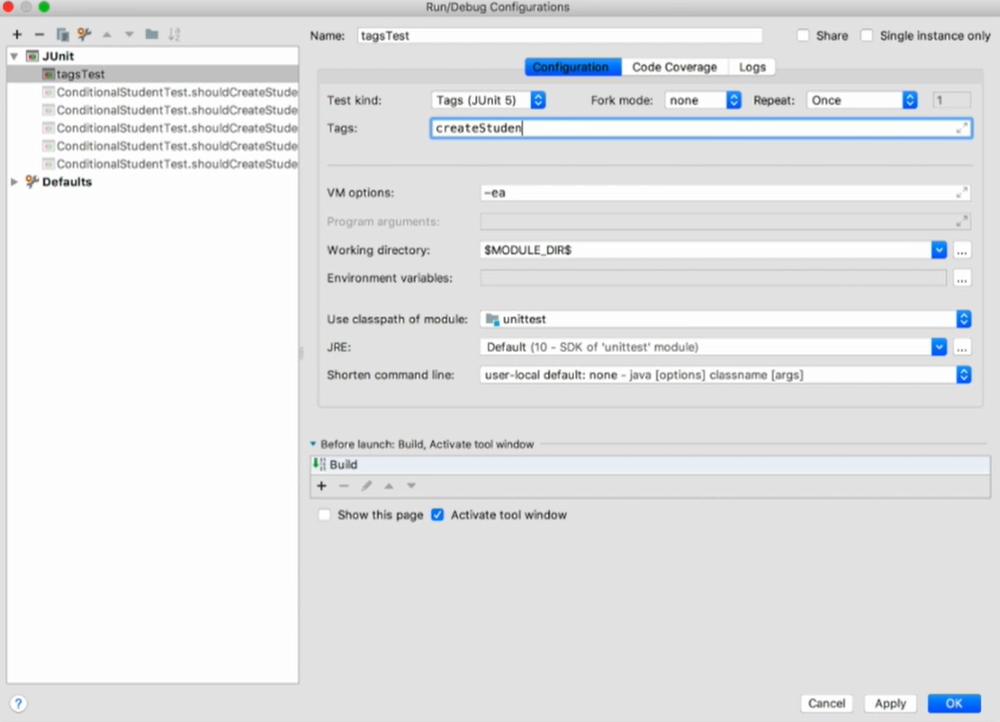 Run/Debug Configurations
Name: tagsTest Share Single instance only
JUnit
tagsTest
ConditionalStudentTest.shouldCreateStude
ConditionalStudentTest.shouldCreateStude
ConditionalStudentTest.shouldCreateStude
ConditionalStudentTest.shouldCreateStude
ConditionalStudentTest.shouldCreateStude
Defaults
Configuration Code Coverage Logs
Test kind: Tags (JUnit 5) Fork mode: none Repeat: Once 1
Tags: createStuden
VM options: -ea
Program arguments:
Working directory: $MODULE_DIR$ ...
Environment variables: ...
Use classpath of module: unittest
JRE: Default (10 - SDK of 'unittest' module) ...
Shorten command line: user-local default: none - java [options] classname [args]
Before launch: Build, Activate tool window
Build
Show this page Activate tool window
? Cancel Apply OK